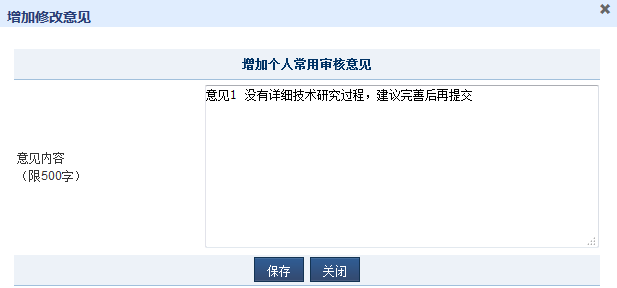 增加修改意见
增加个人常用审核意见
意见1 没有详细技术研究过程，建议完善后再提交
意见内容
（限500字）
保存 关闭